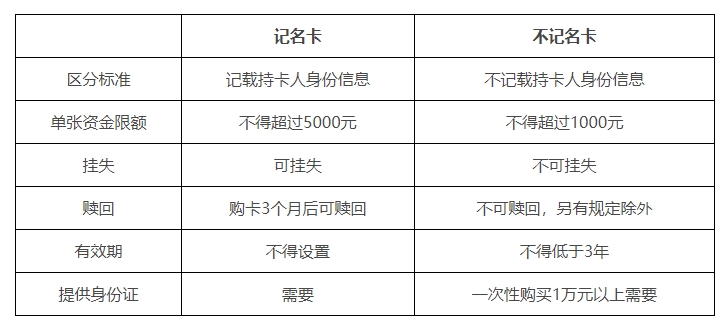 记名卡 不记名卡
区分标准 记载持卡人身份信息 不记载持卡人身份信息
单张资金限额 不得超过5000元 不得超过1000元
挂失 可挂失 不可挂失
赎回 购卡3个月后可赎回 不可赎回，另有规定除外
有效期 不得设置 不得低于3年
提供身份证 需要 一次性购买1万元以上需要